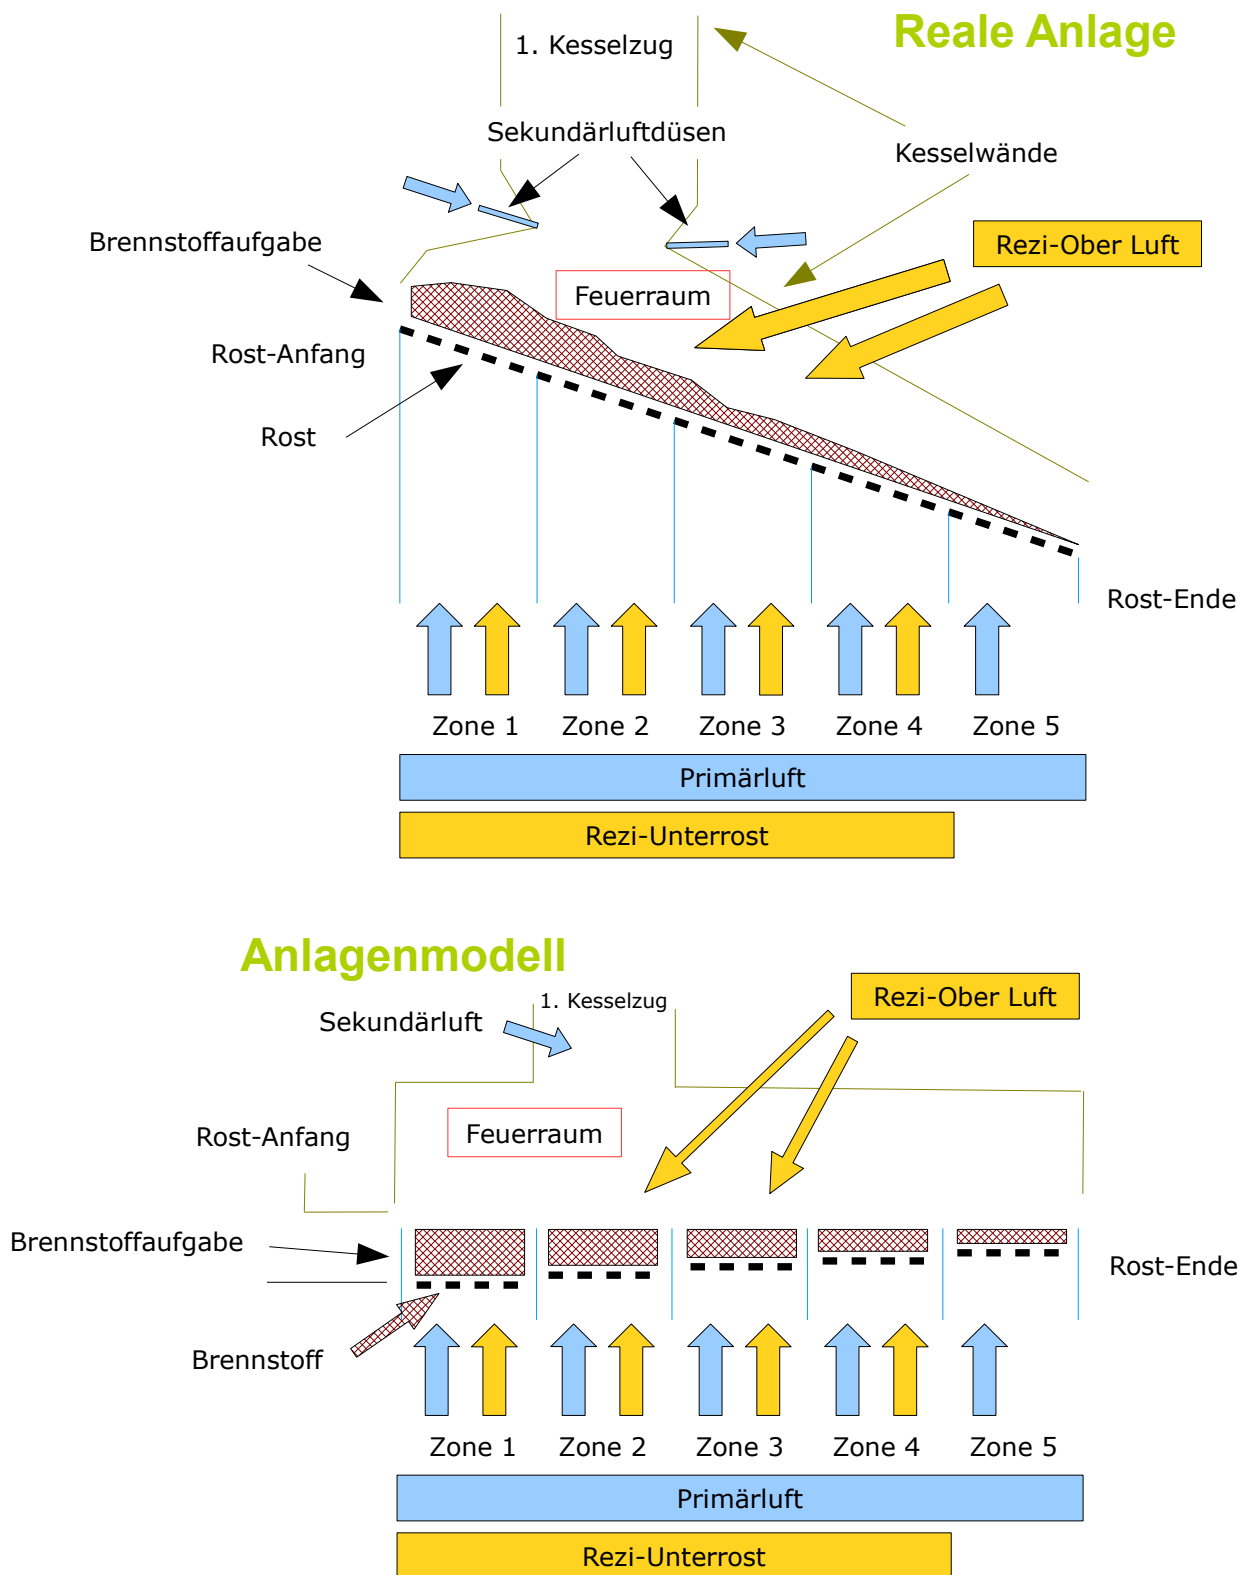 Reale Anlage
1. Kesselzug
Sekundärluftdüsen
Kesselwände
Brennstoffaufgabe
Rezi-Ober Luft
Feuerraum
Rost-Anfang
Rost
Rost-Ende
Zone 1
Zone 2
Zone 3
Zone 4
Zone 5
Primärluft
Rezi-Unterrost
Anlagenmodell
Rezi-Ober Luft
1. Kesselzug
Sekundärluft
Feuerraum
Rost-Anfang
Brennstoffaufgabe
Rost-Ende
Brennstoff
Zone 1
Zone 2
Zone 3
Zone 4
Zone 5
Primärluft
Rezi-Unterrost